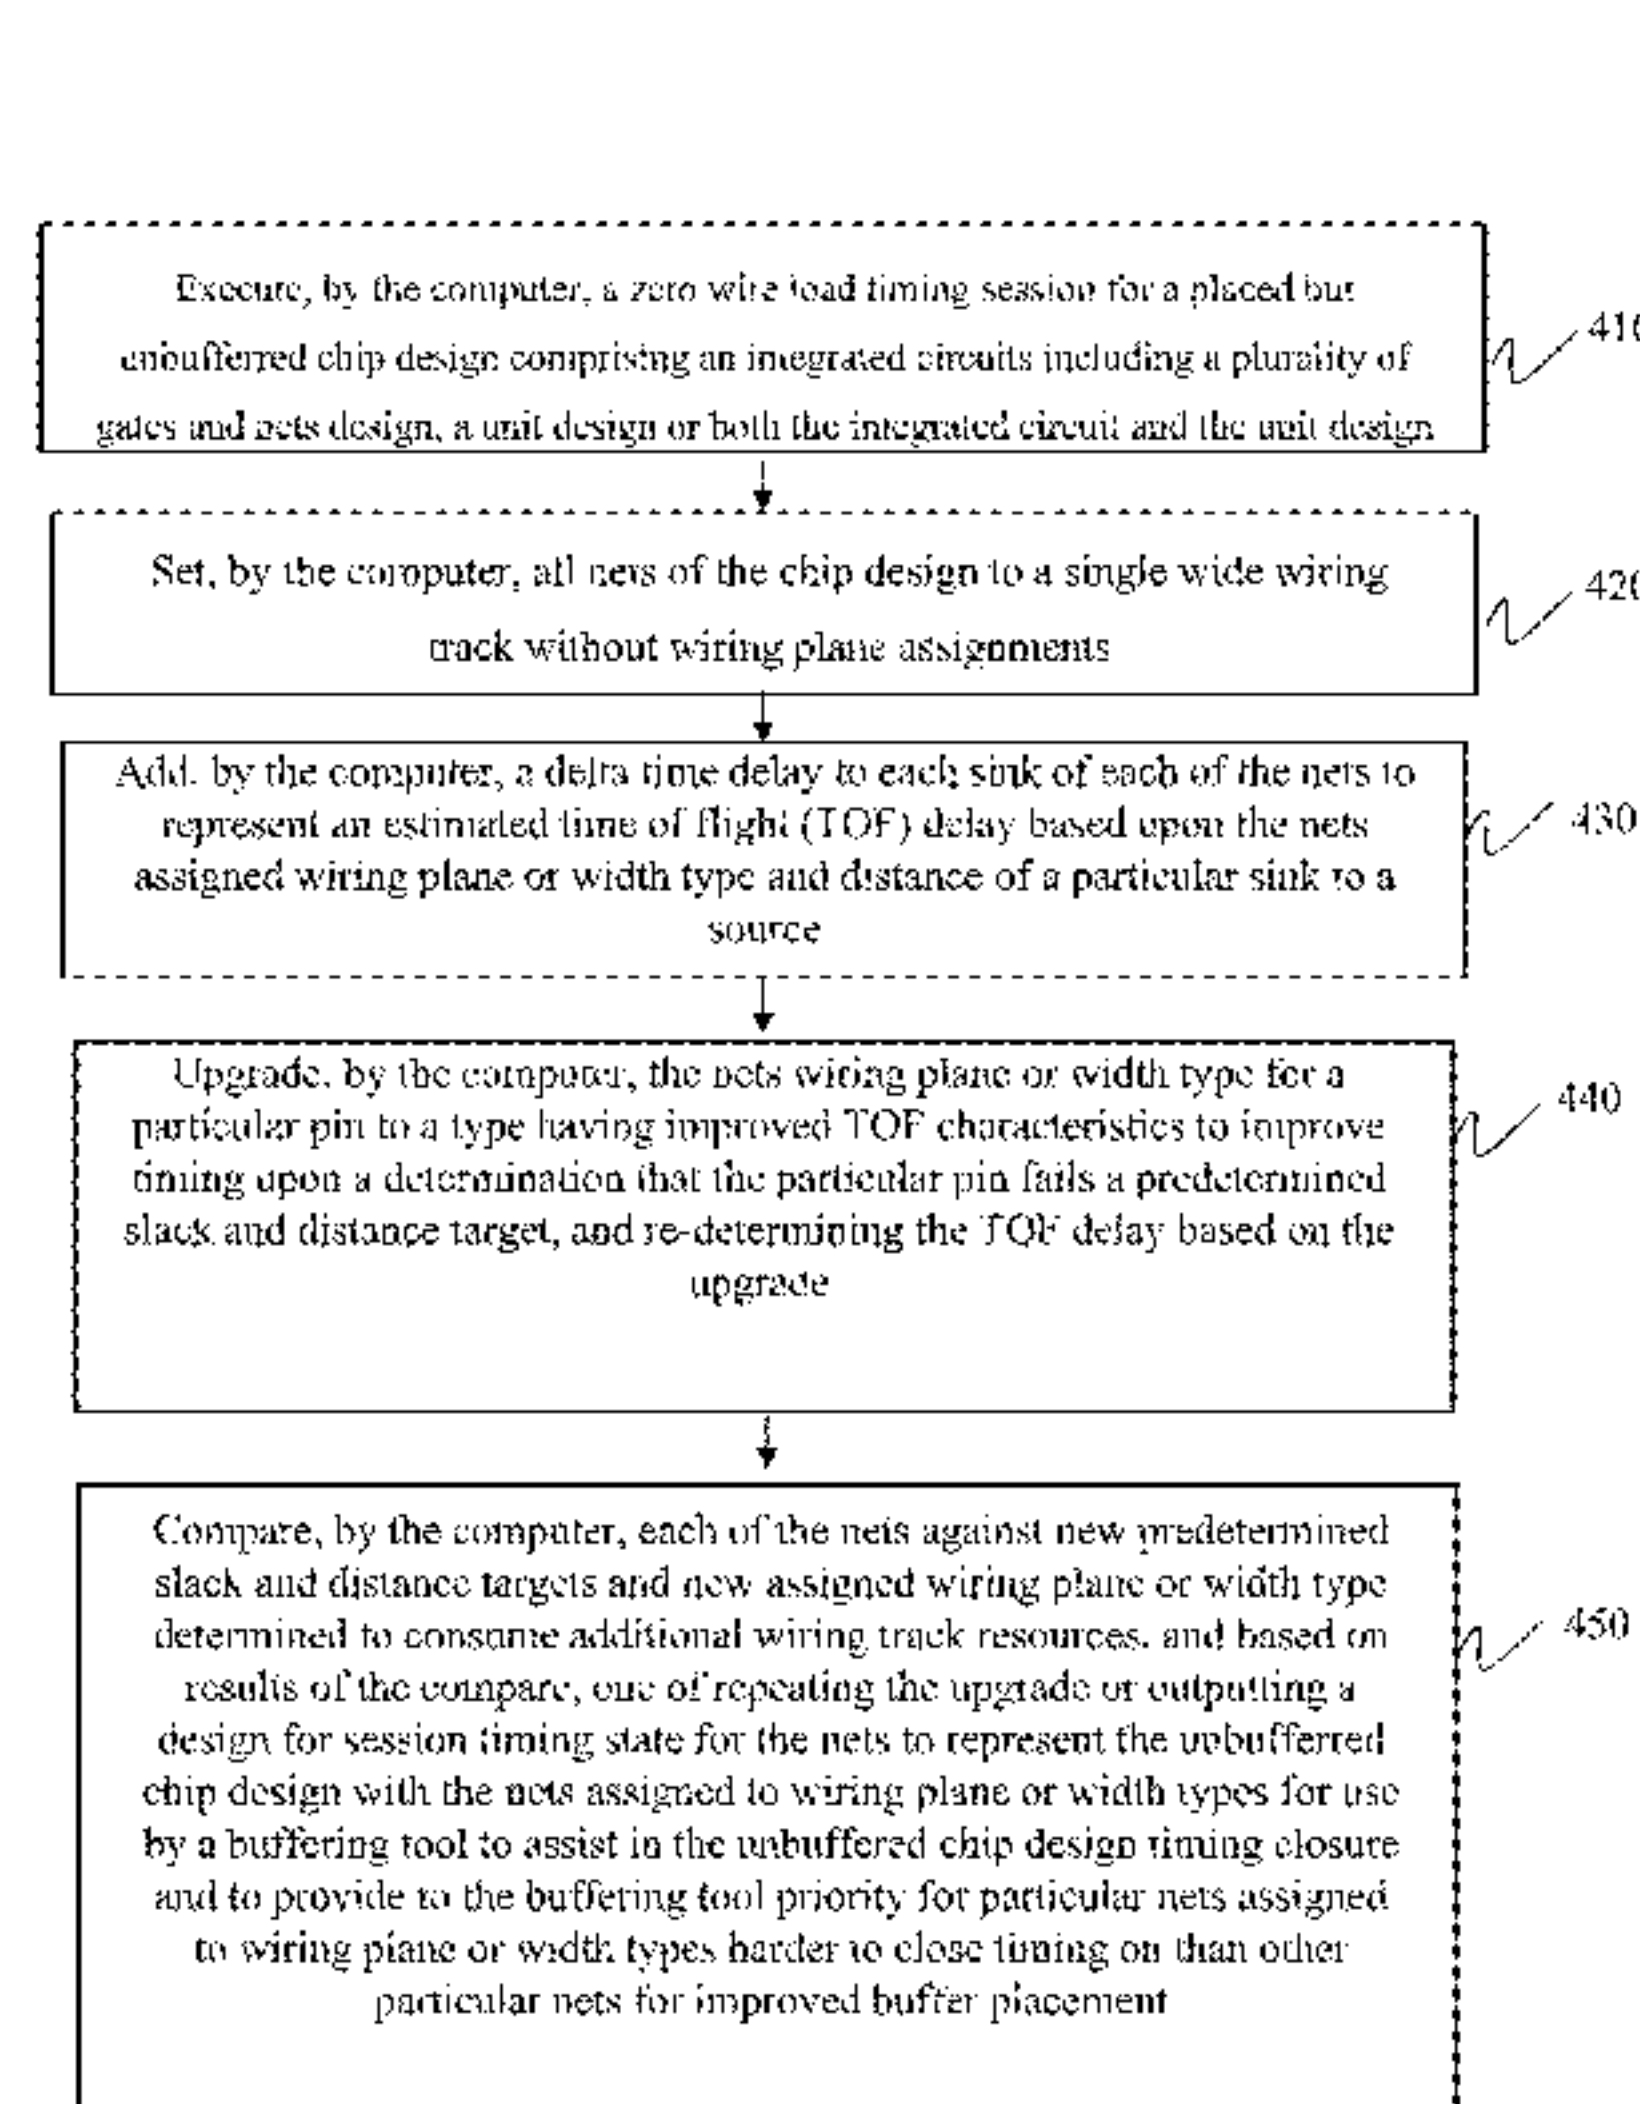 Execute, by the computer, a zero wire load timing session for a placed but
unbufferred chip design comprising an integrated circuits including a plurality of
gates and nets design, a unit design or both the integrated circuit and the unit design
410
Set, by the computer, all nets of the chip design to a single wide wiring
track without wiring plane assignments
420
Add, by the computer, a delta time delay to each sink of each of the nets to
represent an estimated time of flight (TOF) delay based upon the nets
assigned wiring plane or width type and distance of a particular sink to a
source
430
Upgrade, by the computer, the nets wiring plane or width type for a
particular pin to a type having improved TOF characteristics to improve
timing upon a determination that the particular pin fails a predetermined
slack and distance target, and re-determining the TOF delay based on the
upgrade
440
Compare, by the computer, each of the nets against new predetermined
slack and distance targets and new assigned wiring plane or width type
determined to consume additional wiring track resources, and based on
results of the compare, one of repeating the upgrade or outputting a
design for session timing state for the nets to represent the unbufferred
chip design with the nets assigned to wiring plane or width types for use
by a buffering tool to assist in the unbuffered chip design timing closure
and to provide to the buffering tool priority for particular nets assigned
to wiring plane or width types harder to close timing on than other
particular nets for improved buffer placement
450